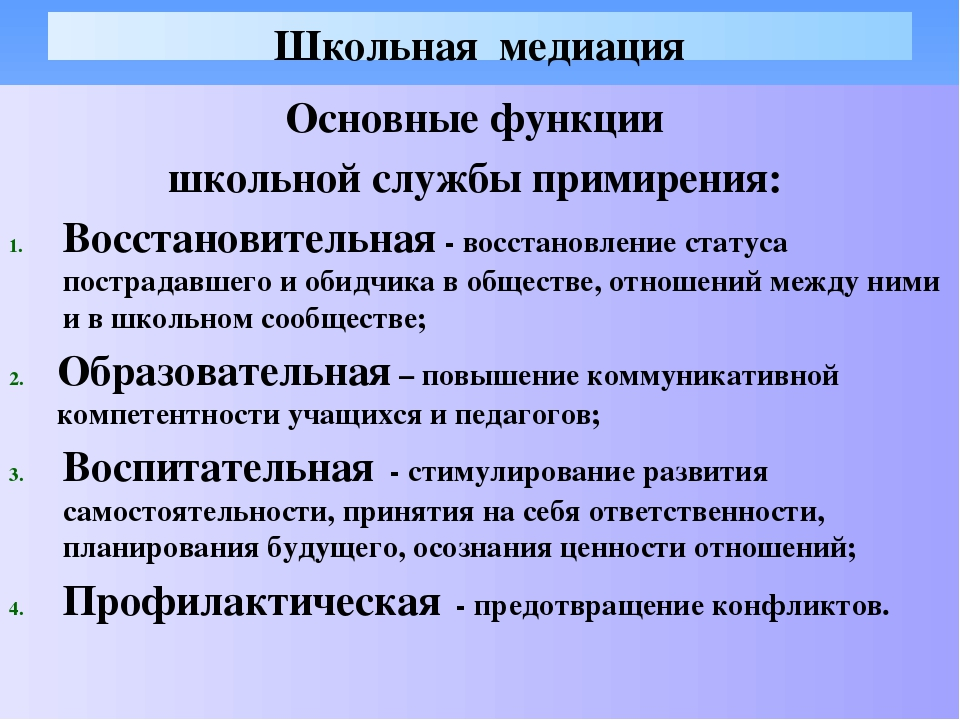 Школьная медиация
Основные функции
школьной службы примирения:
1. Восстановительная - восстановление статуса
пострадавшего и обидчика в обществе, отношений между ними
и в школьном сообществе;
2. Образовательная – повышение коммуникативной
компетентности учащихся и педагогов;
3. Воспитательная - стимулирование развития
самостоятельности, принятия на себя ответственности,
планирования будущего, осознания ценности отношений;
4. Профилактическая - предотвращение конфликтов.